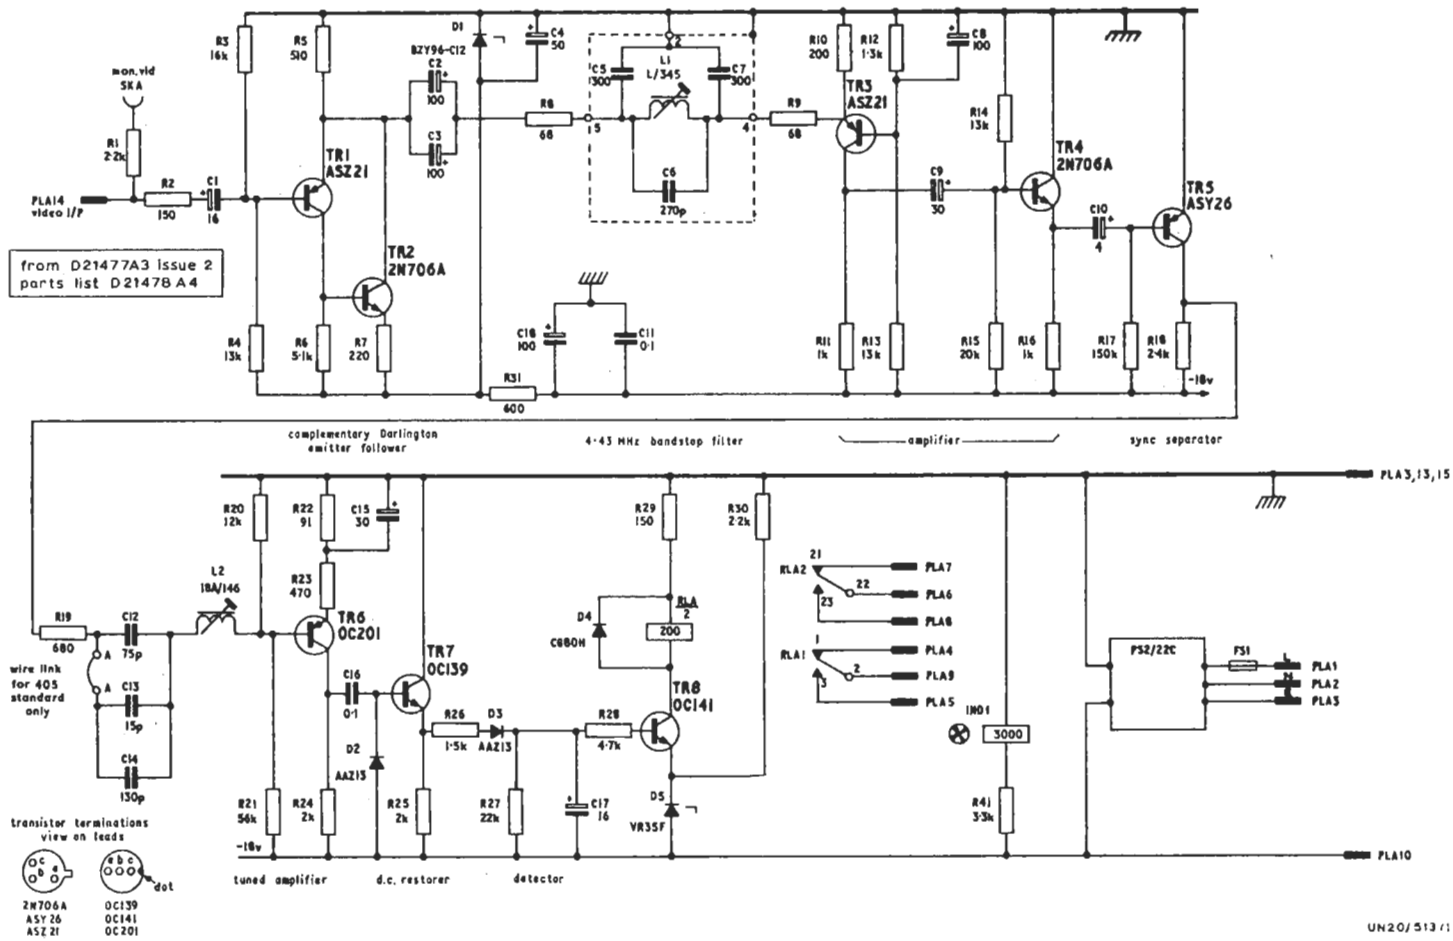 R3
16k
R5
510
D1
BZY96-C12
C4
50
C2
100
C3
100
mon.vid
SKA
R1
2·2k
PLA14
video I/P
R2
150
C1
16
TR1
ASZ21
TR2
2N706A
from D21477A3 issue 2
parts list D21478A4
R4
13k
R6
5·1k
R7
220
R31
600
R8
68
5
C5
300
L1
L/345
2
C7
300
C6
270p
4
R9
68
C18
100
C11
0·1
R10
200
R12
1·3k
C8
100
TR3
ASZ21
R14
13k
TR4
2N706A
C9
30
C10
4
TR5
ASY26
R11
1k
R13
13k
R15
20k
R16
1k
R17
150k
R18
2·4k
-18v
complementary Darlington
emitter follower
4·43 MHz bandstop filter
amplifier
sync separator
PLA3,13,15
R20
12k
R22
91
C15
30
R23
470
L2
18A/146
R19
680
C12
75p
wire link
for 405
standard
only
A
A
C13
15p
C14
130p
TR6
OC201
TR7
OC139
C16
0·1
D2
AAZ13
R26
1·5k
D3
AAZ13
R28
4·7k
R21
56k
R24
2k
R25
2k
R27
22k
C17
16
-18v
R29
150
R30
2·2k
D4
CG80H
RLA
2
200
TR8
OC141
D5
VR35F
RLA2
21
22
23
PLA7
PLA6
PLA8
RLA1
1
2
3
PLA4
PLA9
PLA5
IND1
3000
R41
3·3k
PS2/22C
FS1
L
N
E
PLA1
PLA2
PLA3
PLA10
tuned amplifier
d.c. restorer
detector
transistor terminations
view on leads
c
b
e b c
dot
2N706A
ASY26
ASZ21
OC139
OC141
OC201
UN20/513/1